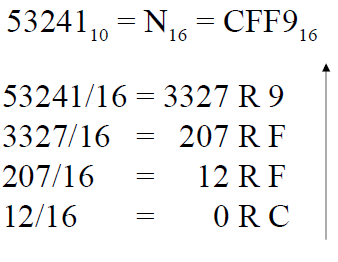 53241₁₀ = N₁₆ = CFF9₁₆
53241/16 = 3327 R 9
3327/16 = 207 R F
207/16 = 12 R F
12/16 = 0 R C